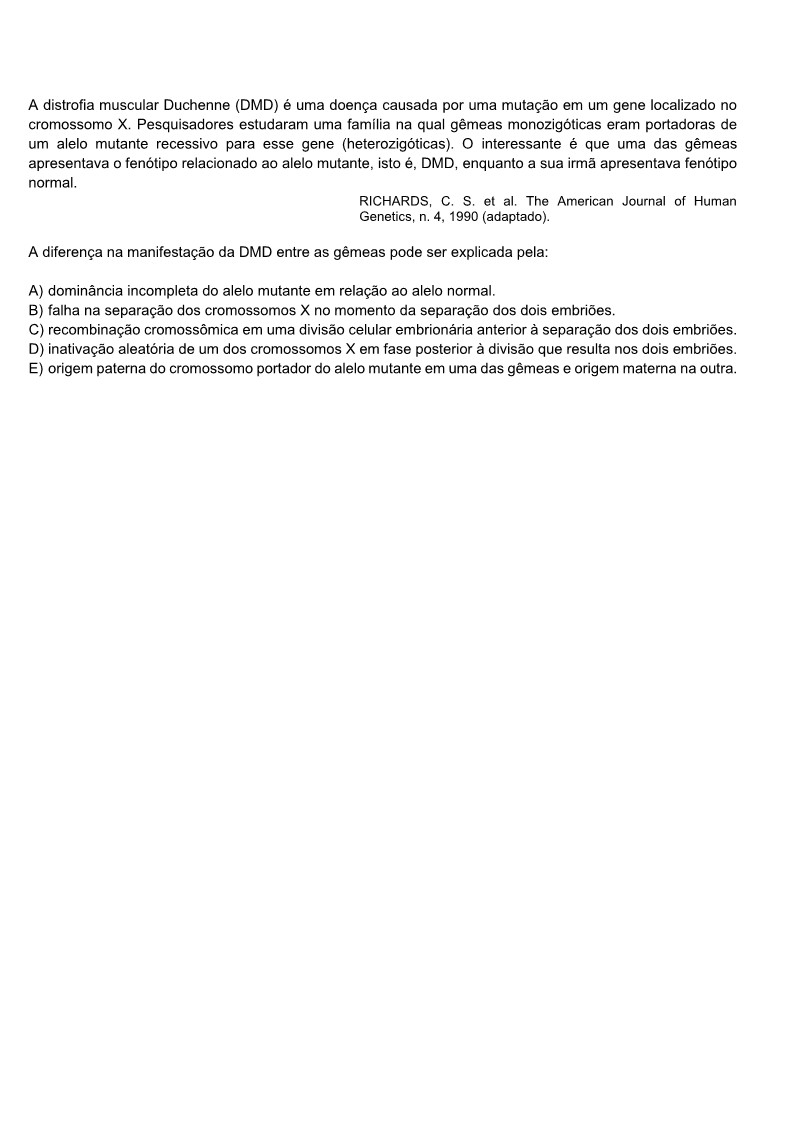 A distrofia muscular Duchenne (DMD) é uma doença causada por uma mutação em um gene localizado no
cromossomo X. Pesquisadores estudaram uma família na qual gêmeas monozigóticas eram portadoras de
um alelo mutante recessivo para esse gene (heterozigóticas). O interessante é que uma das gêmeas
apresentava o fenótipo relacionado ao alelo mutante, isto é, DMD, enquanto a sua irmã apresentava fenótipo
normal.
RICHARDS, C. S. et al. The American Journal of Human
Genetics, n. 4, 1990 (adaptado).
A diferença na manifestação da DMD entre as gêmeas pode ser explicada pela:
A) dominância incompleta do alelo mutante em relação ao alelo normal.
B) falha na separação dos cromossomos X no momento da separação dos dois embriões.
C) recombinação cromossômica em uma divisão celular embrionária anterior à separação dos dois embriões.
D) inativação aleatória de um dos cromossomos X em fase posterior à divisão que resulta nos dois embriões.
E) origem paterna do cromossomo portador do alelo mutante em uma das gêmeas e origem materna na outra.